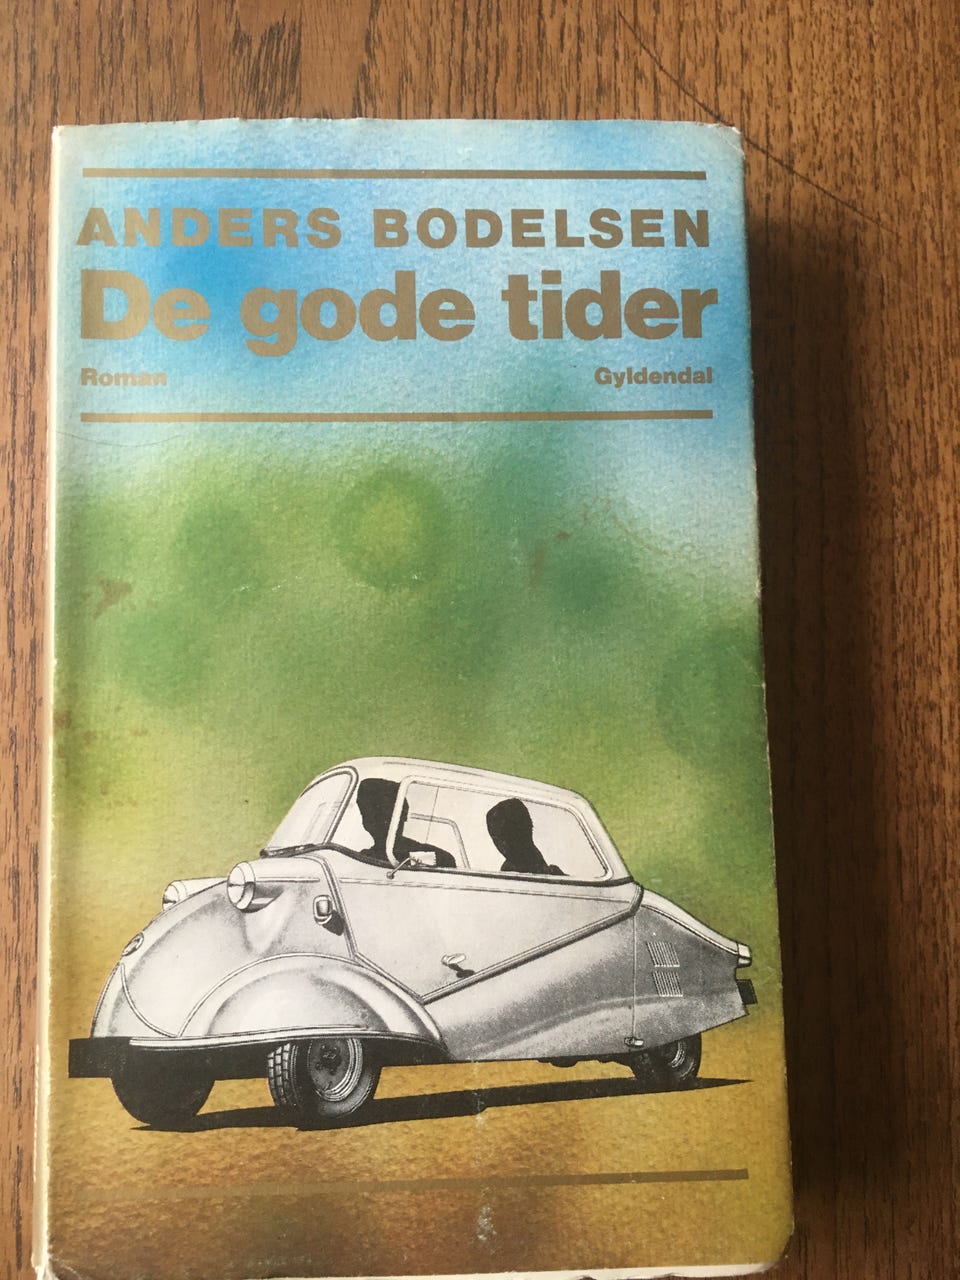 ANDERS BODELSEN
De gode tider
Roman Gyldendal